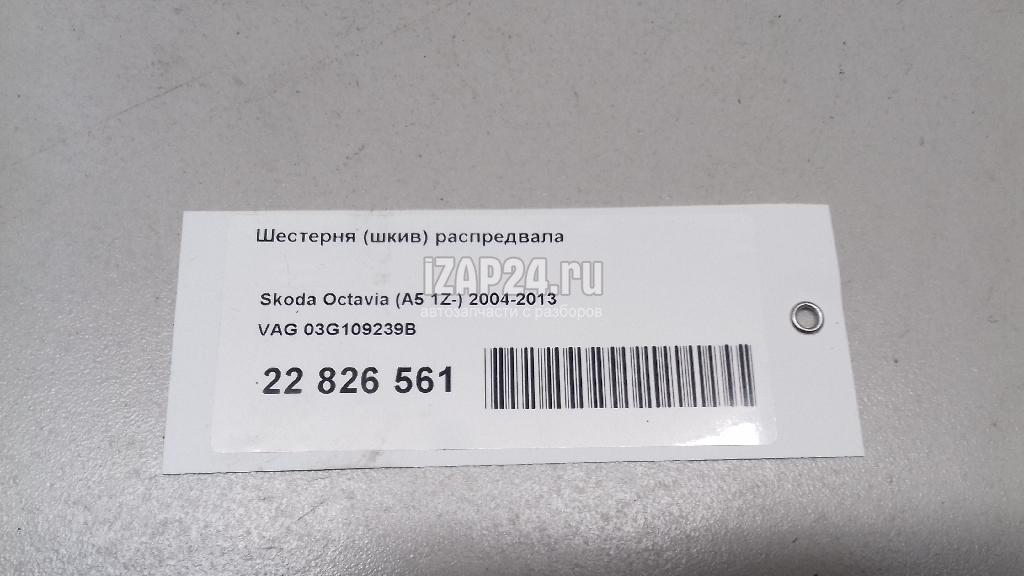 Шестерня (шкив) распредвала
iZAP24.ru
Skoda Octavia (A5 1Z-) 2004-2013
автозапчасти с разборов
VAG 03G109239B
22 826 561